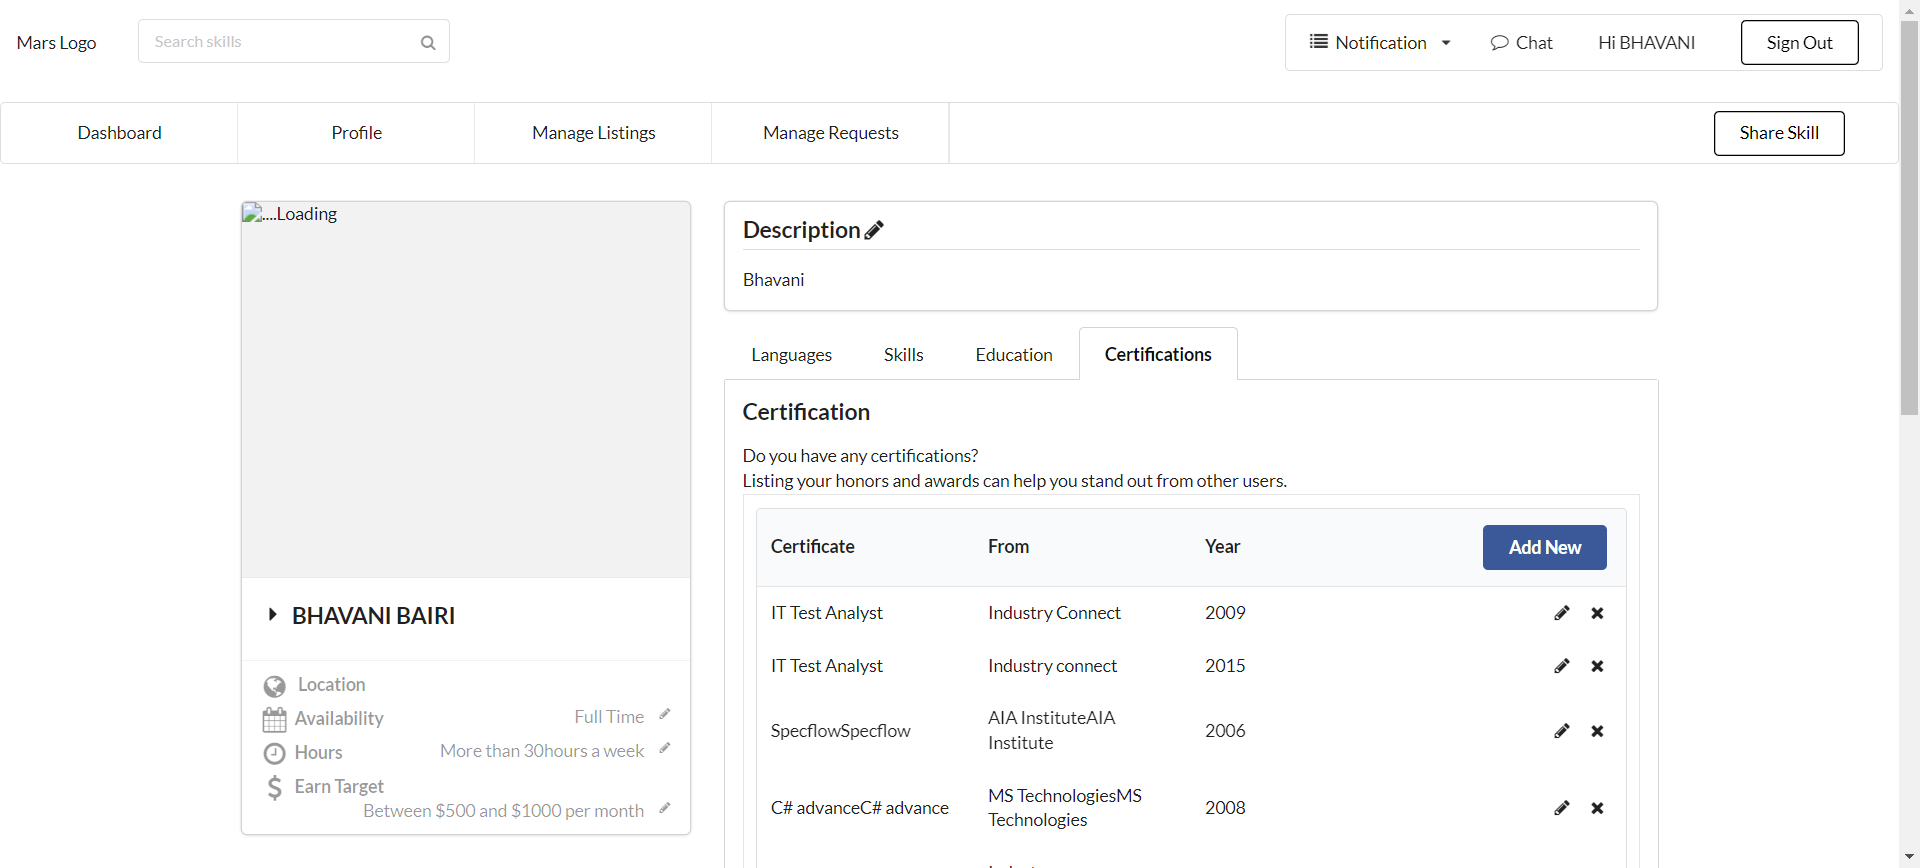 Mars Logo
Search skills
Notification
Chat
Hi BHAVANI
Sign Out
Dashboard
Profile
Manage Listings
Manage Requests
Share Skill
....Loading
BHAVANI BAIRI
Location
Availability
Full Time
Hours
More than 30hours a week
Earn Target
Between $500 and $1000 per month
Description
Bhavani
Languages
Skills
Education
Certifications
Certification
Do you have any certifications?
Listing your honors and awards can help you stand out from other users.
Certificate
From
Year
Add New
IT Test Analyst
Industry Connect
2009
IT Test Analyst
Industry connect
2015
SpecflowSpecflow
AIA InstituteAIA
Institute
2006
C# advanceC# advance
MS TechnologiesMS
Technologies
2008